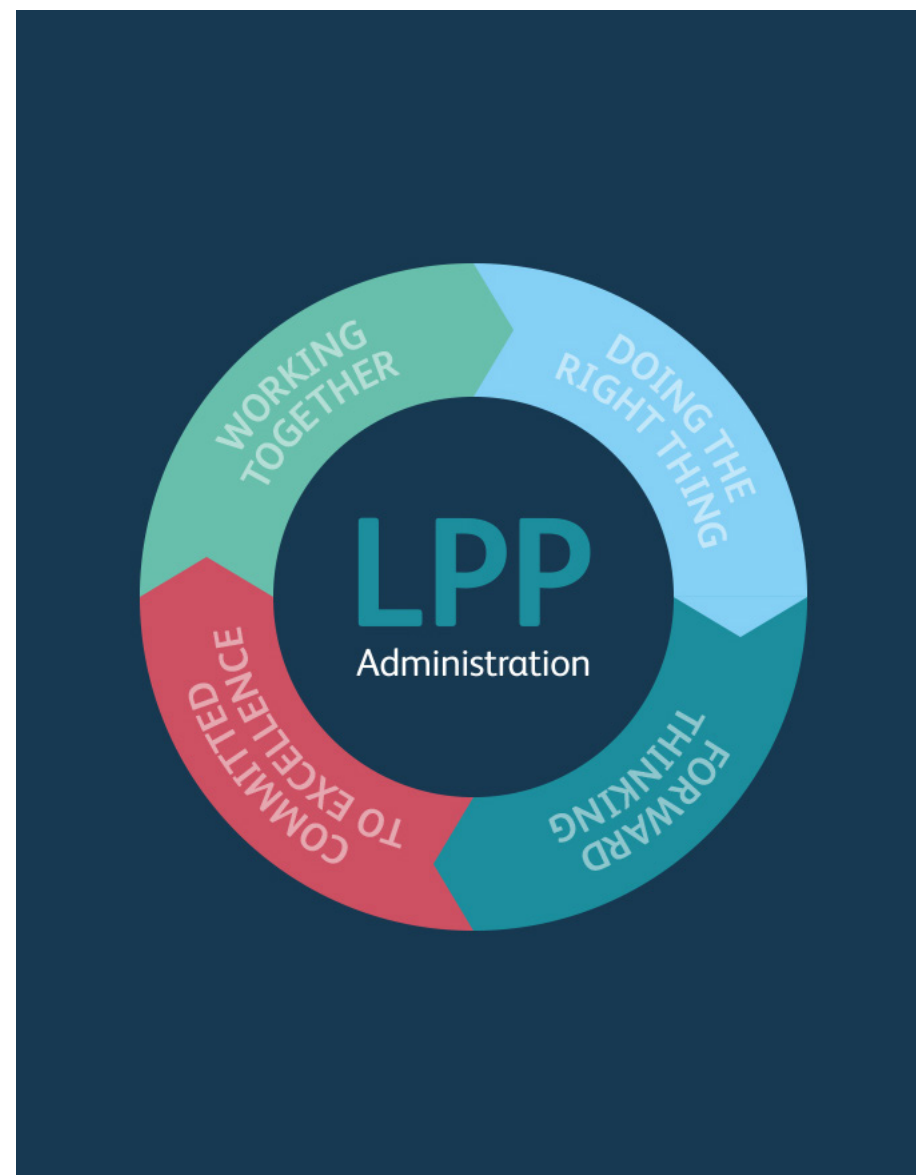 WORKING
TOGETHER
DOING THE
RIGHT THING
LPP
Administration
COMMITTED
TO EXCELLENCE
FORWARD
THINKING